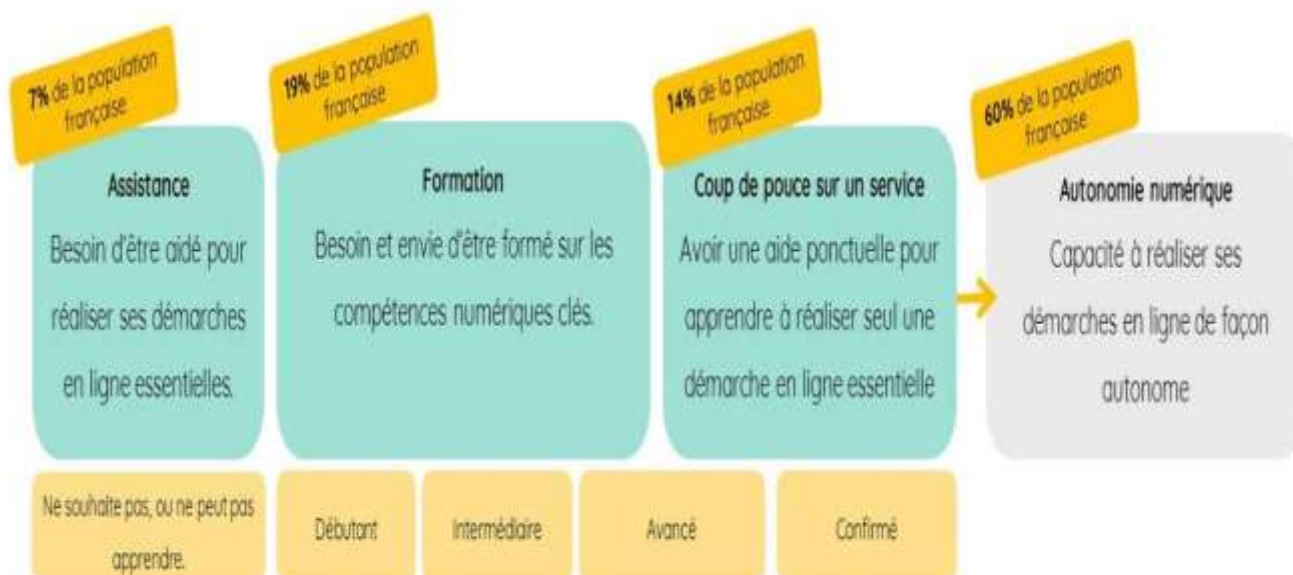 7% de la population
française
Assistance
Besoin d'être aidé pour
réaliser ses démarches
en ligne essentielles.
Ne souhaite pas, ou ne peut pas
apprendre.
19% de la population
française
Formation
Besoin et envie d'être formé sur les
compétences numériques clés.
14% de la population
française
Coup de pouce sur un service
Avoir une aide ponctuelle pour
apprendre à réaliser seul une
démarche en ligne essentielle
Débutant
Intermédiaire
Avancé
Confirmé
60% de la population
française
Autonomie numérique
Capacité à réaliser ses
démarches en ligne de façon
autonome